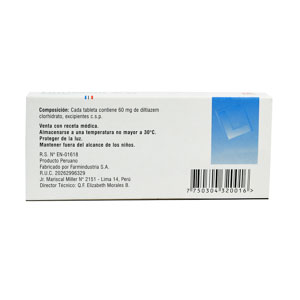 Composición: Cada tableta contiene 60 mg de diltiazem
clorhidrato, excipientes c.s.p.
Venta con receta médica.
Almacenarse a una temperatura no mayor a 30°C.
Proteger de la luz.
Mantener fuera del alcance de los niños.
R.S. N° EN-01618
Producto Peruano
Fabricado por Farmindustria S.A.
R.U.C. 20262996329
Jr. Mariscal Miller N° 2151 - Lima 14, Perú
Director Técnico: Q.F. Elizabeth Morales B.
7 750304 320016